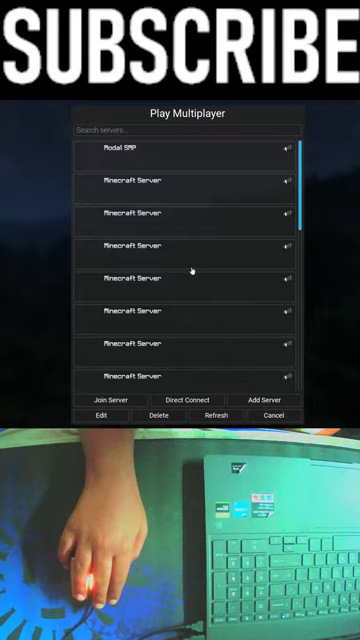 SUBSCRIBE
Play Multiplayer
Search servers...
Modal SMP
Minecraft Server
Minecraft Server
Minecraft Server
Minecraft Server
Minecraft Server
Minecraft Server
Minecraft Server
Join Server Direct Connect Add Server
Edit Delete Refresh Cancel